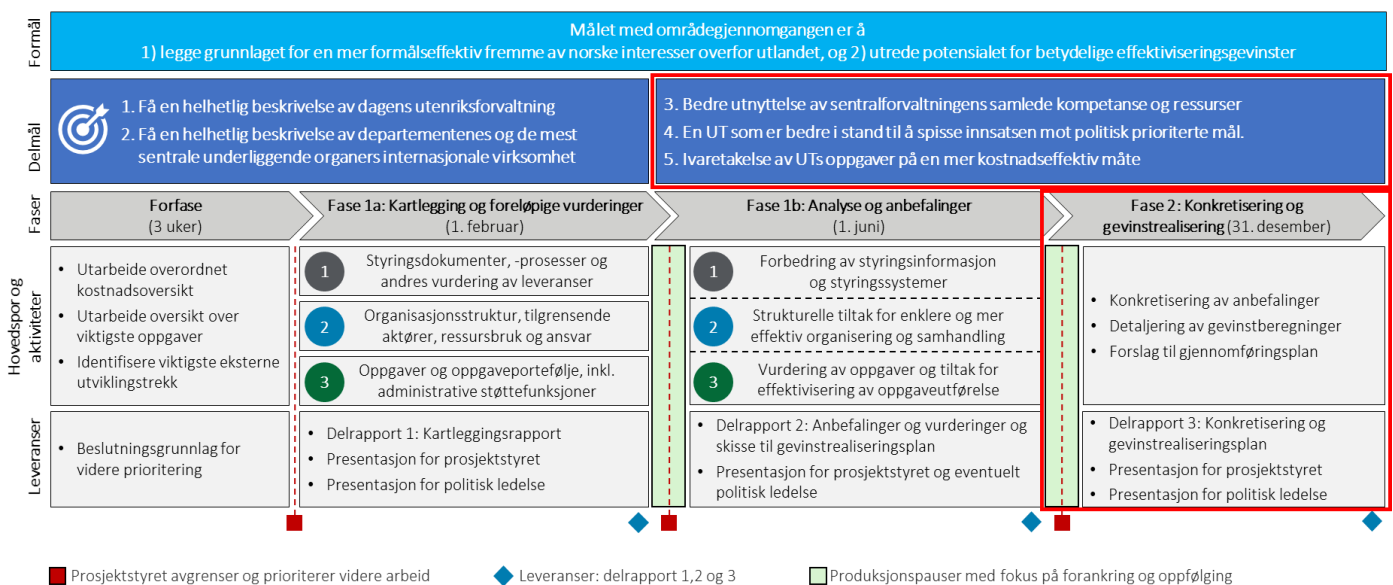 Formål
Målet med områdegjennomgangen er å
1) legge grunnlaget for en mer formålseffektiv fremme av norske interesser overfor utlandet, og 2) utrede potensialet for betydelige effektiviseringsgevinster
Delmål
1. Få en helhetlig beskrivelse av dagens utenriksforvaltning
2. Få en helhetlig beskrivelse av departementenes og de mest
sentrale underliggende organers internasjonale virksomhet
3. Bedre utnyttelse av sentralforvaltningens samlede kompetanse og ressurser
4. En UT som er bedre i stand til å spisse innsatsen mot politisk prioriterte mål.
5. Ivaretakelse av UTs oppgaver på en mer kostnadseffektiv måte
Faser
Forfase
(3 uker)
Fase 1a: Kartlegging og foreløpige vurderinger
(1. februar)
Fase 1b: Analyse og anbefalinger
(1. juni)
Fase 2: Konkretisering og
gevinstrealisering (31. desember)
Hovedspor og
aktiviteter
• Utarbeide overordnet
kostnadsoversikt
• Utarbeide oversikt over
viktigste oppgaver
• Identifisere viktigste eksterne
utviklingstrekk
1
Styringsdokumenter, -prosesser og
andres vurdering av leveranser
2
Organisasjonsstruktur, tilgrensende
aktører, ressursbruk og ansvar
3
Oppgaver og oppgaveportefølje, inkl.
administrative støttefunksjoner
1
Forbedring av styringsinformasjon
og styringssystemer
2
Strukturelle tiltak for enklere og mer
effektiv organisering og samhandling
3
Vurdering av oppgaver og tiltak for
effektivisering av oppgaveutførelse
• Konkretisering av anbefalinger
• Detaljering av gevinstberegninger
• Forslag til gjennomføringsplan
Leveranser
• Beslutningsgrunnlag for
videre prioritering
• Delrapport 1: Kartleggingsrapport
• Presentasjon for prosjektstyret
• Presentasjon for politisk ledelse
• Delrapport 2: Anbefalinger og vurderinger og
skisse til gevinstrealiseringsplan
• Presentasjon for prosjektstyret og eventuelt
politisk ledelse
• Delrapport 3: Konkretisering og
gevinstrealiseringsplan
• Presentasjon for prosjektstyret
• Presentasjon for politisk ledelse
Prosjektstyret avgrenser og prioriterer videre arbeid
Leveranser: delrapport 1,2 og 3
Produksjonspauser med fokus på forankring og oppfølging